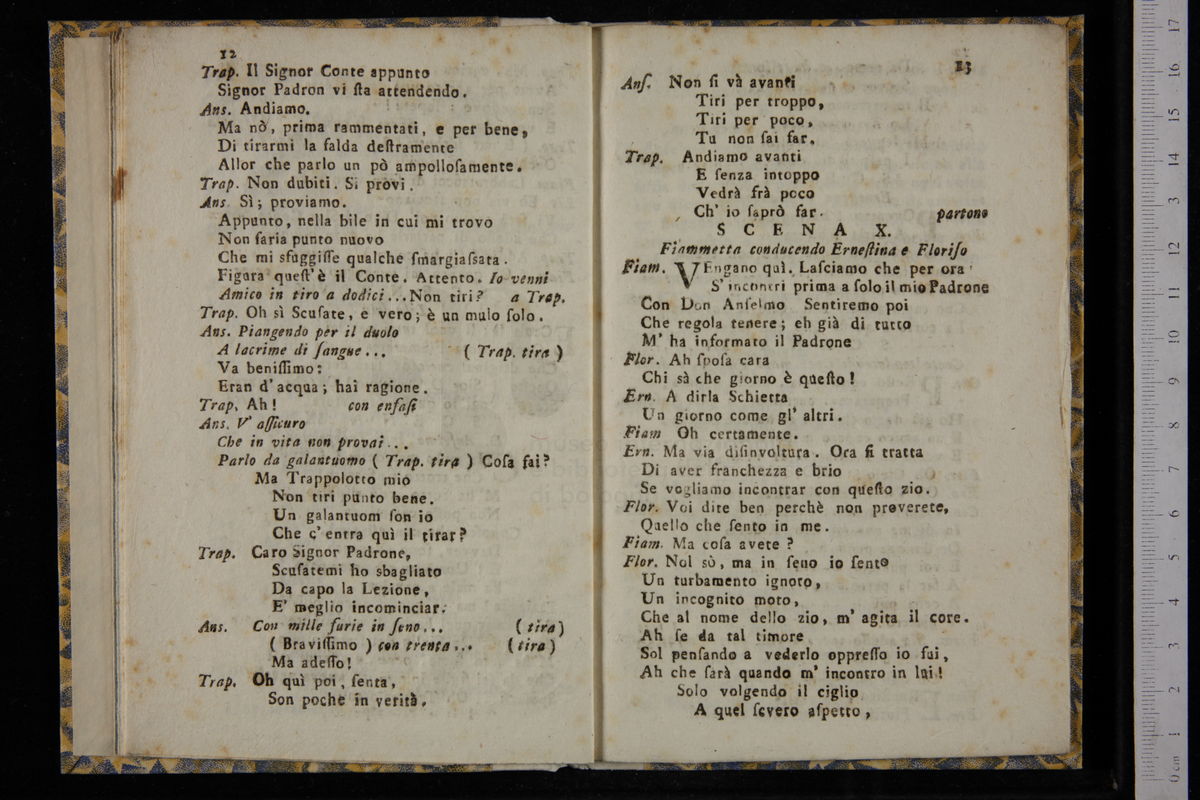 12
Trap. Il Signor Conte appunto
Signor Padron vi ſta attendendo.
Ans. Andiamo.
Ma nò, prima rammentati, e per bene,
Di tirarmi la falda deſtramente
Allor che parlo un pò ampolloſamente.
Trap. Non dubiti. Si provi.
Ans. Sì; proviamo.
Appunto, nella bile in cui mi trovo
Non ſaria punto nuovo
Che mi sfuggiſſe qualche ſmargiaſsata.
Figura queſt'è il Conte. Attento. Io venni
Amico in tiro a dodici...Non tiri? a Trap.
Trap. Oh sì Scuſate, e vero; è un mulo ſolo.
Ans. Piangendo per il duolo
A lacrime di ſangue... ( Trap. tira )
Va beniſſimo:
Eran d'acqua; hai ragione.
Trap, Ah! con enfaſi
Ans. V' aſſicuro
Che in vita non provai...
Parlo da galantuomo ( Trap. tira ) Coſa fai?
Ma Trappolotto mio
Non tiri punto bene.
Un galantuom ſon io
Che c'entra quì il tirar?
Trap. Caro Signor Padrone,
Scuſatemi ho sbagliato
Da capo la Lezione,
E' meglio incominciar.
Ans. Con mille furie in ſeno... ( tira )
( Braviſſimo ) con trenta... ( tira )
Ma adeſſo!
Trap. Oh quì poi, ſenta,
Son poche in verità.
13
Anſ. Non ſi và avanti
Tiri per troppo,
Tiri per poco,
Tu non ſai far.
Trap. Andiamo avanti
E ſenza intoppo
Vedrà frà poco
Ch' io ſaprò far. partono
SCENA X.
Fiammetta conducendo Erneſtina e Floriſo
Fiam. VEngano quì. Laſciamo che per ora
S'incontri prima a ſolo il mio Padrone
Con Don Anſelmo Sentiremo poi
Che regola tenere; eh già di tutto
M' ha informato il Padrone
Flor. Ah ſpoſa cara
Chi sà che giorno è queſto!
Ern. A dirla Schietta
Un giorno come gl' altri.
Fiam Oh certamente.
Ern. Ma via diſinvoltura. Ora ſi tratta
Di aver franchezza e brio
Se vogliamo incontrar con queſto zio.
Flor. Voi dite ben perchè non proverete,
Quello che ſento in me.
Fiam. Ma coſa avete ?
Flor. Nol sò, ma in ſeno io ſento
Un turbamento ignoto,
Un incognito moto,
Che al nome dello zio, m' agita il core.
Ah ſe da tal timore
Sol penſando a vederlo oppreſſo io fui,
Ah che ſarà quando m' incontro in lui!
Solo volgendo il ciglio
A quel ſevero aſpetto,